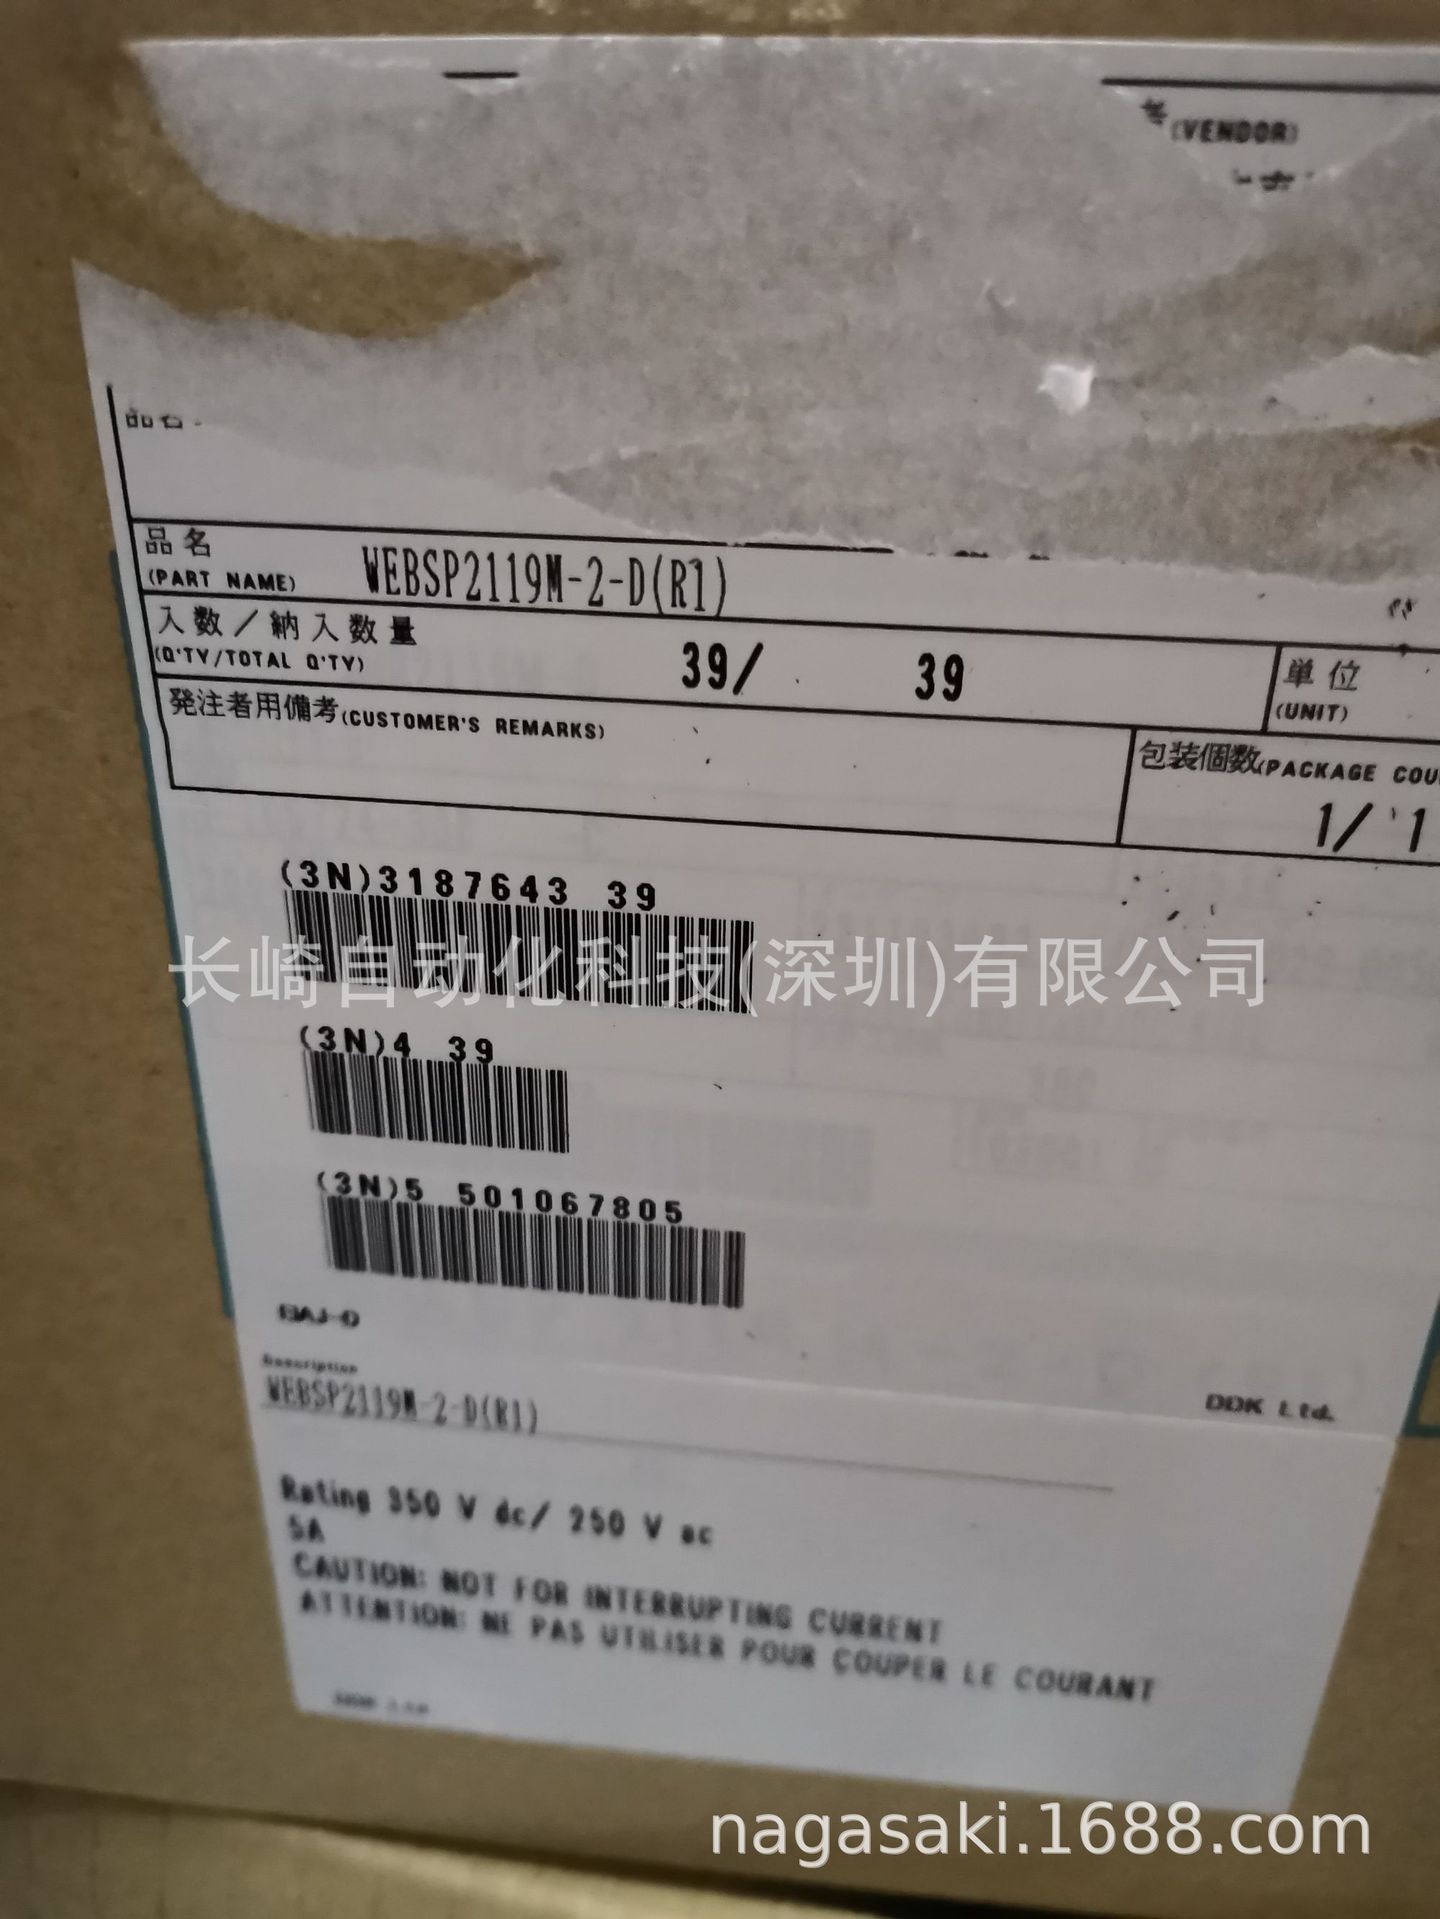 (VENDOR)
品名
(PART NAME)
WEBSP2119M-2-D(R1)
入数/納入数量
(Q'TY/TOTAL Q'TY)
39/ 39
単位
(UNIT)
発注者用備考(CUSTOMER'S REMARKS)
包装個数(PACKAGE COU
1/ 1
(3N)3187643 39
长崎自动化科技(深圳)有限公司
(3N)4 39
(3N)5 501067805
Description
WEBSP2119M-2-D(R1)
DDK Ltd.
Rating 350 V dc/ 250 V ac
5A
CAUTION: NOT FOR INTERRUPTING CURRENT
ATTENTION: NE PAS UTILISER POUR COUPER LE COURANT
nagasaki.1688.com